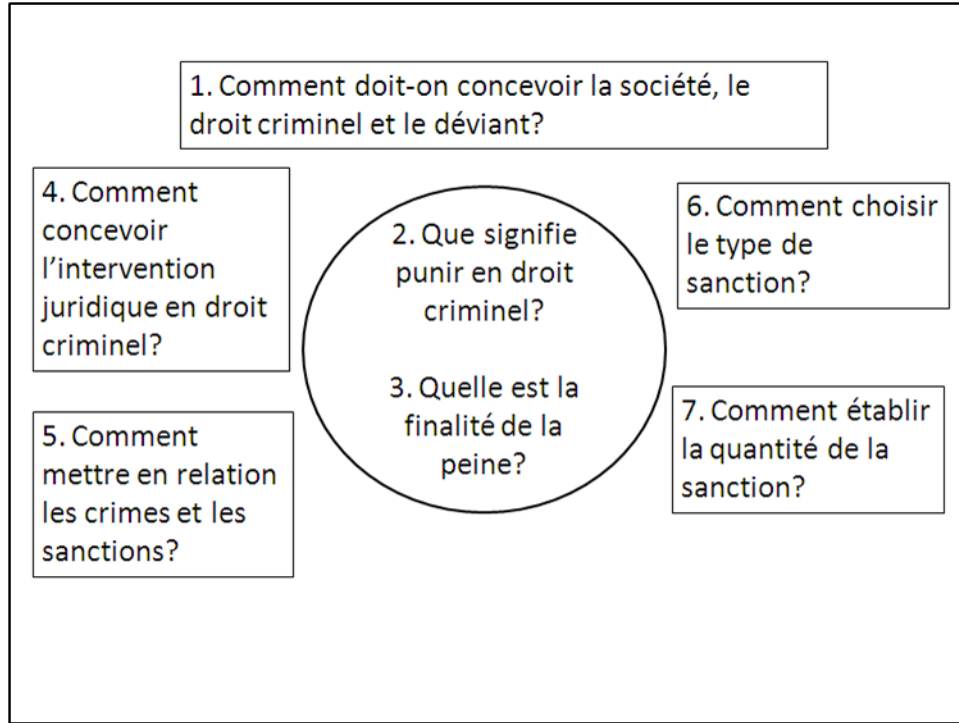 1. Comment doit-on concevoir la société, le
droit criminel et le déviant?
2. Que signifie
punir en droit
criminel?
3. Quelle est la
finalité de la
peine?
4. Comment
concevoir
l’intervention
juridique en droit
criminel?
5. Comment
mettre en relation
les crimes et les
sanctions?
6. Comment choisir
le type de
sanction?
7. Comment établir
la quantité de la
sanction?